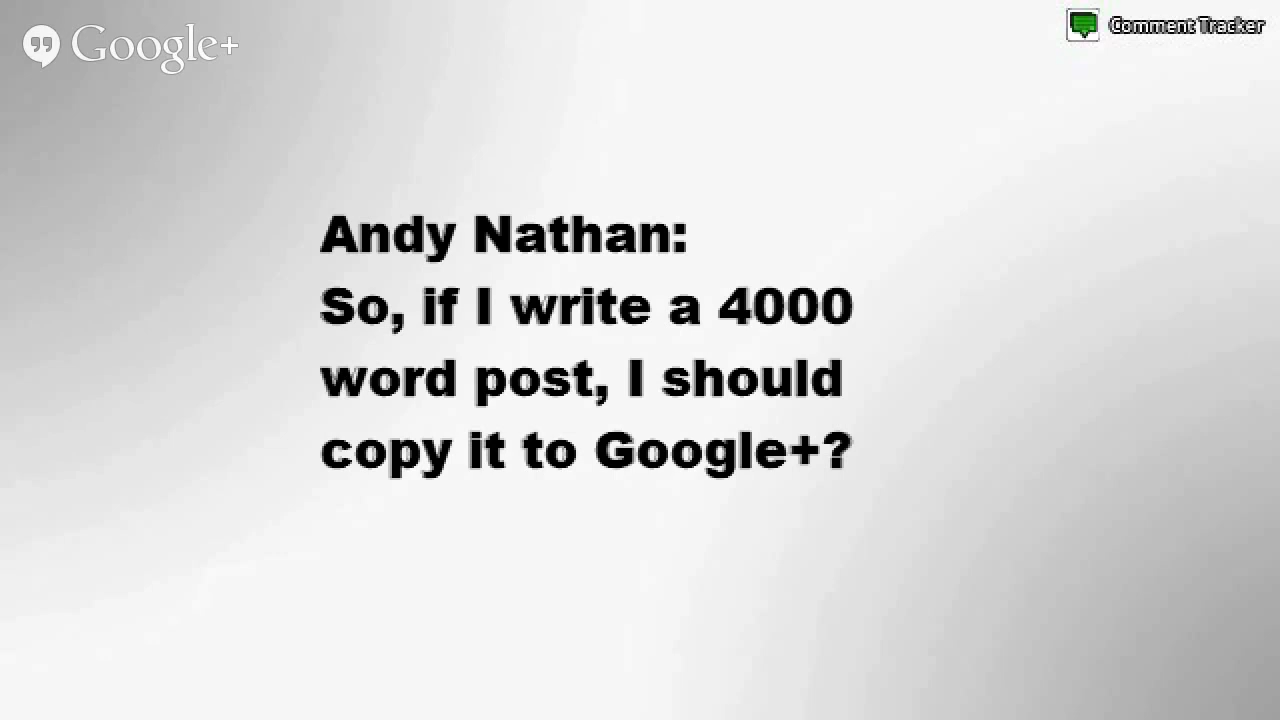 Google+
Comment Tracker
Andy Nathan:
So, if I write a 4000
word post, I should
copy it to Google+?